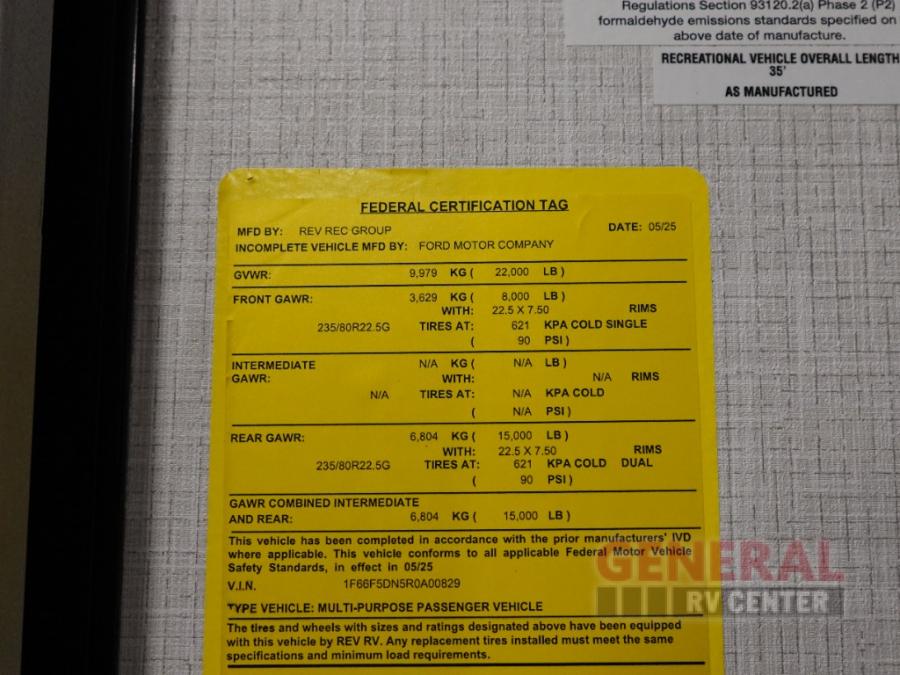 Regulations Section 93120.2(a) Phase 2 (P2)
formaldehyde emissions standards specified on
above date of manufacture.
RECREATIONAL VEHICLE OVERALL LENGTH
35'
AS MANUFACTURED
FEDERAL CERTIFICATION TAG
MFD BY: REV REC GROUP DATE: 05/25
INCOMPLETE VEHICLE MFD BY: FORD MOTOR COMPANY
GVWR: 9,979 KG ( 22,000 LB )
FRONT GAWR: 3,629 KG ( 8,000 LB )
WITH: 22.5 X 7.50 RIMS
235/80R22.5G TIRES AT: 621 KPA COLD SINGLE
( 90 PSI )
INTERMEDIATE N/A KG ( N/A LB )
GAWR: WITH: N/A RIMS
N/A TIRES AT: N/A KPA COLD
( N/A PSI )
REAR GAWR: 6,804 KG ( 15,000 LB )
WITH: 22.5 X 7.50 RIMS
235/80R22.5G TIRES AT: 621 KPA COLD DUAL
( 90 PSI )
GAWR COMBINED INTERMEDIATE
AND REAR: 6,804 KG ( 15,000 LB )
This vehicle has been completed in accordance with the prior manufacturers' IVD
where applicable. This vehicle conforms to all applicable Federal Motor Vehicle
Safety Standards, in effect in 05/25
V.I.N. 1F66F5DN5R0A00829
TYPE VEHICLE: MULTI-PURPOSE PASSENGER VEHICLE
The tires and wheels with sizes and ratings designated above have been equipped
with this vehicle by REV RV. Any replacement tires installed must meet the same
specifications and minimum load requirements.
GENERAL
RV CENTER